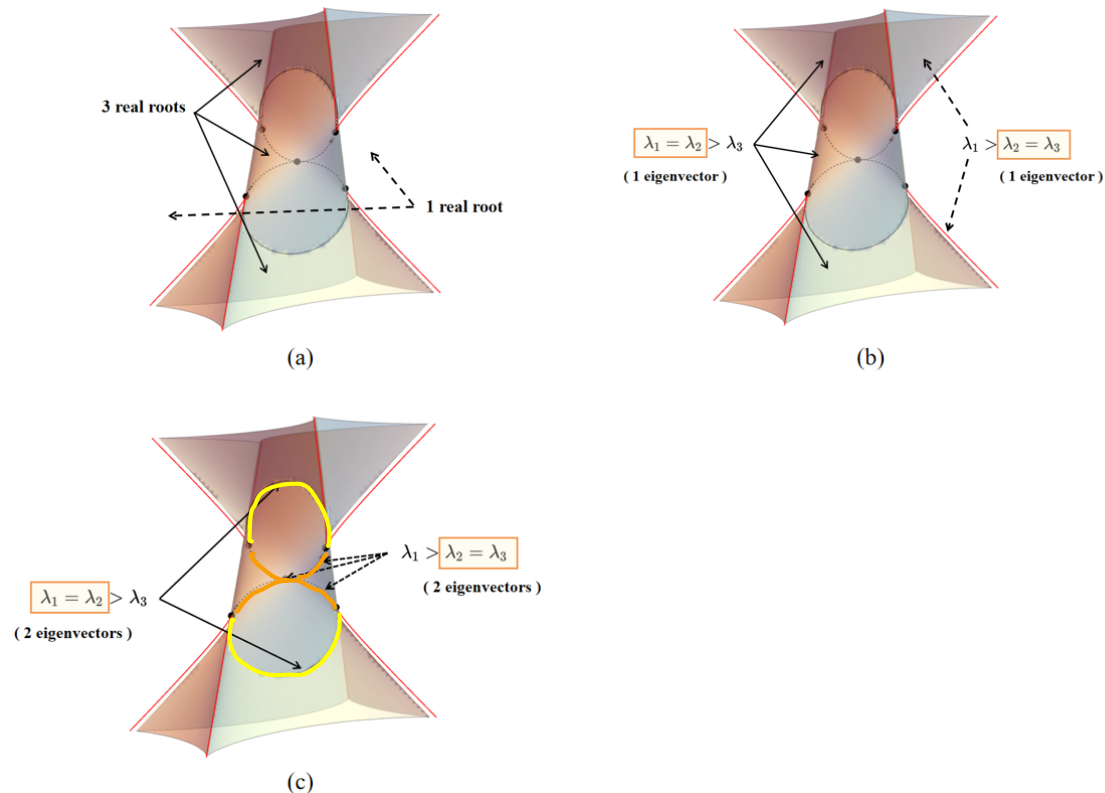 3 real roots
1 real root
(a)
λ₁ = λ₂ > λ₃
( 1 eigenvector )
λ₁ > λ₂ = λ₃
( 1 eigenvector )
(b)
λ₁ > λ₂ = λ₃
( 2 eigenvectors )
λ₁ = λ₂ > λ₃
( 2 eigenvectors )
(c)